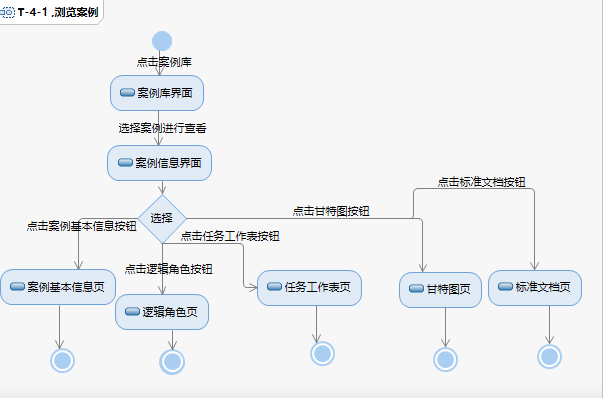 T-4-1 ,浏览案例
点击案例库
案例库界面
选择案例进行查看
案例信息界面
点击标准文档按钮
选择
点击甘特图按钮
点击案例基本信息按钮
点击任务工作表按钮
点击逻辑角色按钮
案例基本信息页
任务工作表页
甘特图页
标准文档页
逻辑角色页